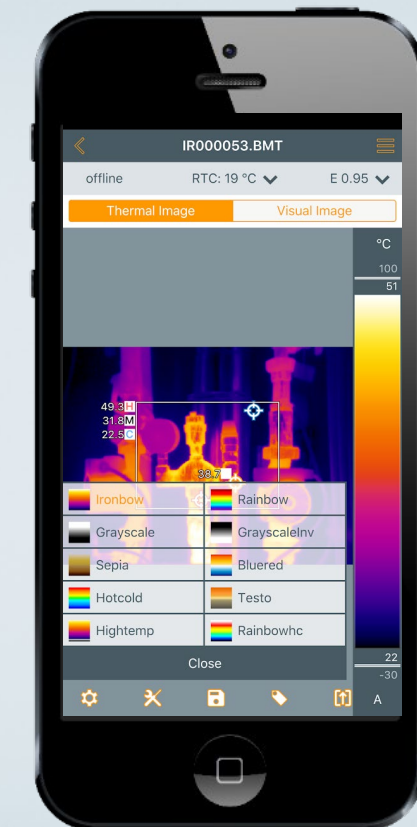 IR000053.BMT
offline RTC: 19 °C E 0.95
Thermal Image Visual Image
°C
100
51
49.3 H
31.8 M
22.5 C
38.7
Ironbow Rainbow
Grayscale GrayscaleInv
Sepia Bluered
Hotcold Testo
Hightemp Rainbowhc
Close
22
-30
A